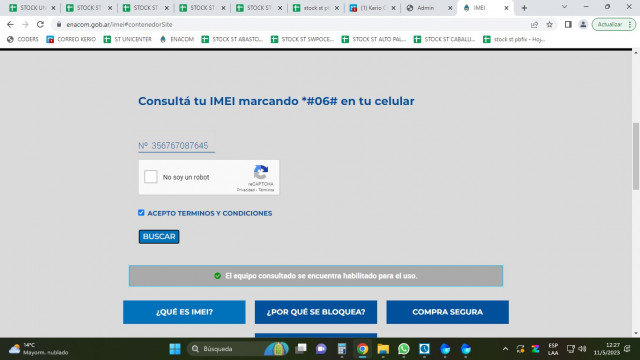 STOCK U
STOCK ST
STOCK ST
STOCK ST
STOCK ST
stock st pb
(1) Kerio C
Admin
IMEI
enacom.gob.ar/imei#contenedorSite
Actualizar
CODERS
CORREO KERIO
ST UNICENTER
ENACOM
STOCK ST ABASTO...
STOCK ST SWPOCE...
STOCK ST ALTO PAL...
STOCK ST CABALLI...
stock st pbfix - Hoj...
Consultá tu IMEI marcando *#06# en tu celular
Nº 356767087645
No soy un robot
reCAPTCHA
Privacidad - Términos
ACEPTO TERMINOS Y CONDICIONES
BUSCAR
El equipo consultado se encuentra habilitado para el uso.
¿QUÉ ES IMEI?
¿POR QUÉ SE BLOQUEA?
COMPRA SEGURA
14°C
Mayorm. nublado
Búsqueda
ESP
LAA
12:27
11/5/2023